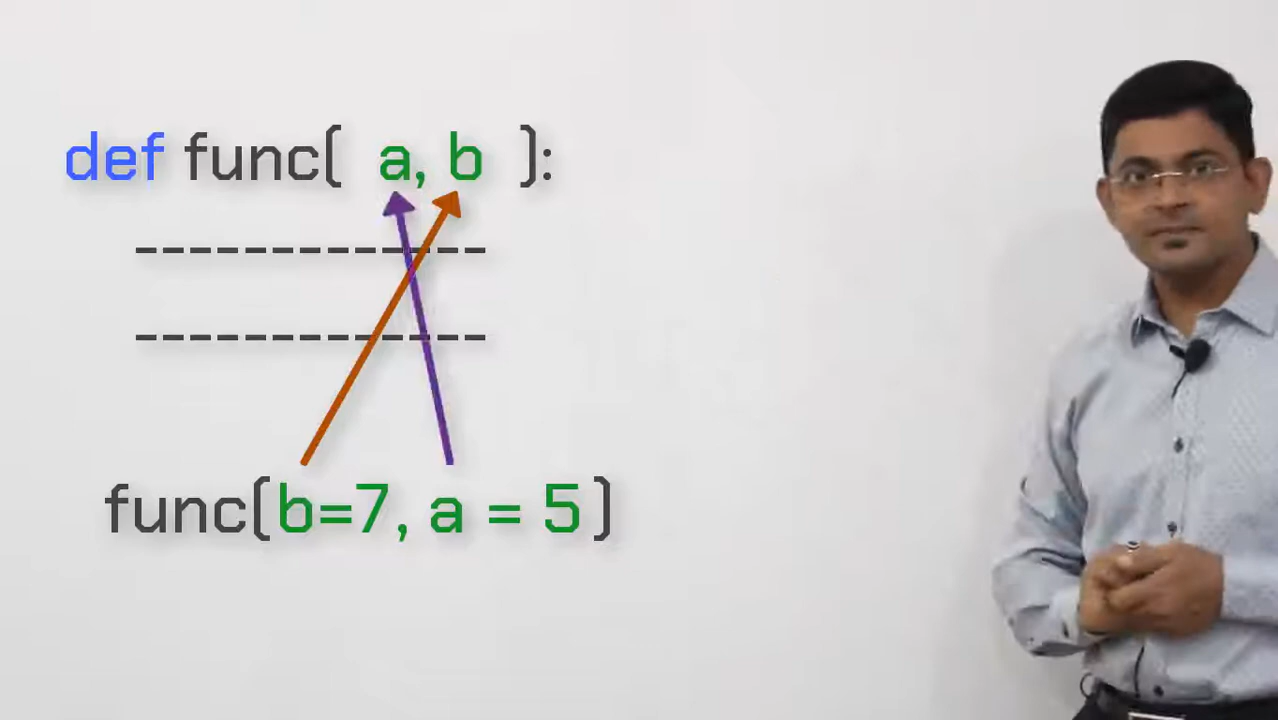 def func( a, b ):
-------------
-------------
func(b=7, a = 5)